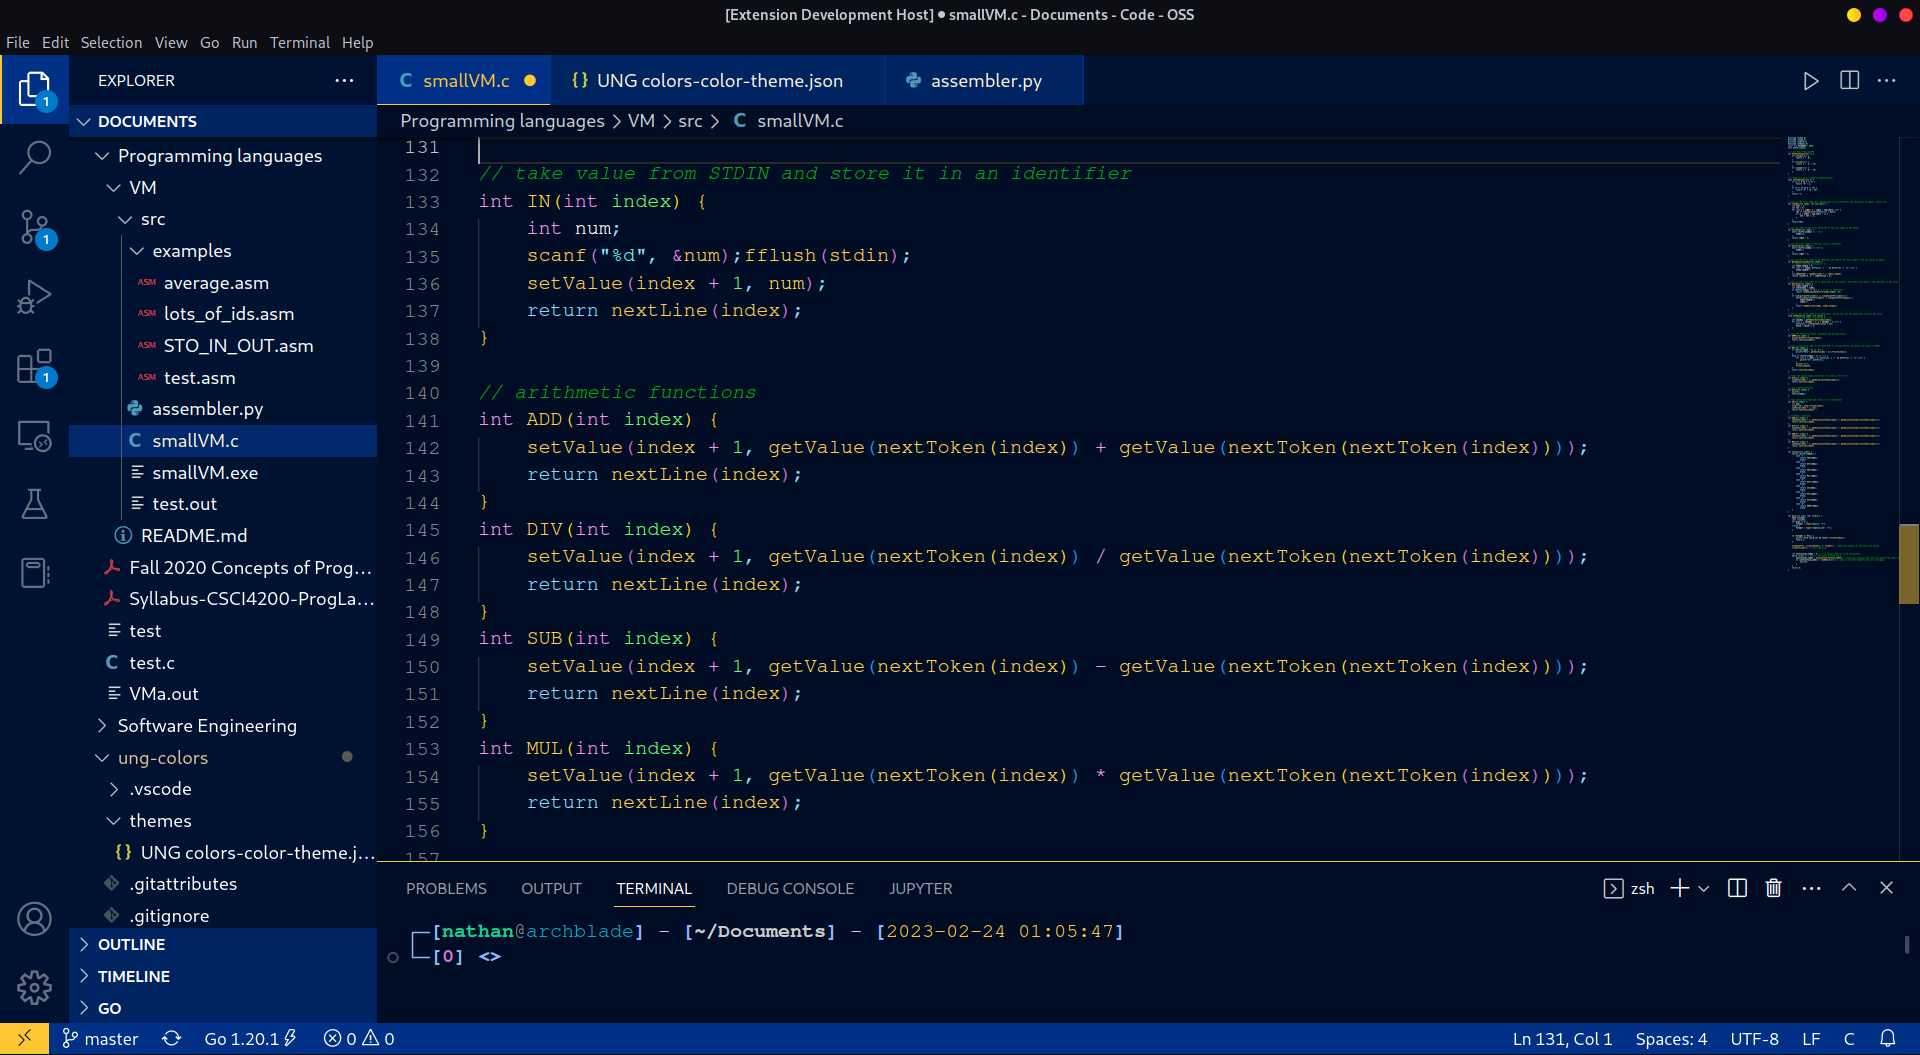 [Extension Development Host] ● smallVM.c - Documents - Code - OSS
File Edit Selection View Go Run Terminal Help
EXPLORER
DOCUMENTS
Programming languages
VM
src
examples
ASM average.asm
ASM lots_of_ids.asm
ASM STO_IN_OUT.asm
ASM test.asm
assembler.py
C smallVM.c
smallVM.exe
test.out
README.md
Fall 2020 Concepts of Prog...
Syllabus-CSCI4200-ProgLa...
test
C test.c
VMa.out
Software Engineering
ung-colors
.vscode
themes
{} UNG colors-color-theme.j...
.gitattributes
.gitignore
OUTLINE
TIMELINE
GO
1
1
1
C smallVM.c
{} UNG colors-color-theme.json
assembler.py
Programming languages > VM > src > C smallVM.c
131
132 // take value from STDIN and store it in an identifier
133 int IN(int index) {
134     int num;
135     scanf("%d", &num);fflush(stdin);
136     setValue(index + 1, num);
137     return nextLine(index);
138 }
139
140 // arithmetic functions
141 int ADD(int index) {
142     setValue(index + 1, getValue(nextToken(index)) + getValue(nextToken(nextToken(index))));
143     return nextLine(index);
144 }
145 int DIV(int index) {
146     setValue(index + 1, getValue(nextToken(index)) / getValue(nextToken(nextToken(index))));
147     return nextLine(index);
148 }
149 int SUB(int index) {
150     setValue(index + 1, getValue(nextToken(index)) - getValue(nextToken(nextToken(index))));
151     return nextLine(index);
152 }
153 int MUL(int index) {
154     setValue(index + 1, getValue(nextToken(index)) * getValue(nextToken(nextToken(index))));
155     return nextLine(index);
156 }
157
PROBLEMS OUTPUT TERMINAL DEBUG CONSOLE JUPYTER
zsh
[nathan@archblade] - [~/Documents] - [2023-02-24 01:05:47]
[0] <>
master Go 1.20.1 0 0 Ln 131, Col 1 Spaces: 4 UTF-8 LF C